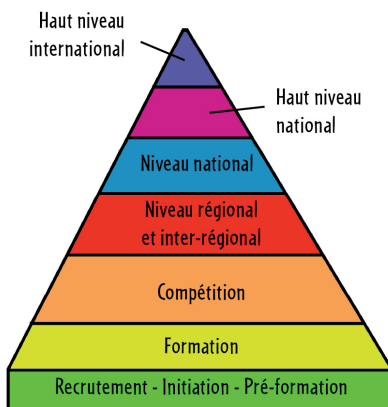 Haut niveau
international
Haut niveau
national
Niveau national
Niveau régional
et inter-régional
Compétition
Formation
Recrutement - Initiation - Pré-formation